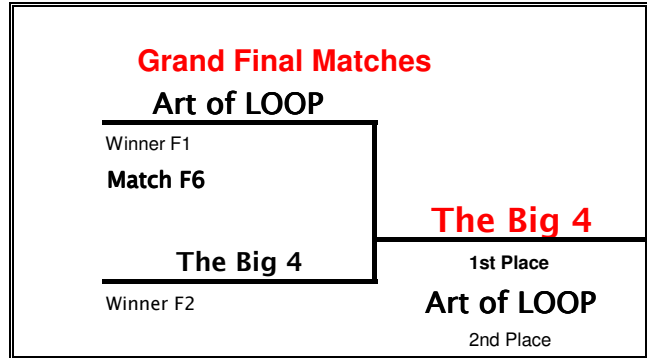 Grand Final Matches
Art of LOOP
Winner F1
Match F6
The Big 4
Winner F2
The Big 4
1st Place
Art of LOOP
2nd Place